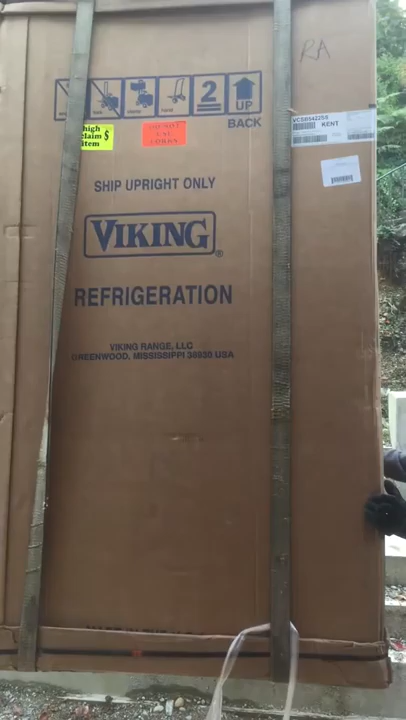 RA
2
UP
BACK
high
claim $
item
DO NOT
USE
FORKS
VCSB5422SS
KENT
SHIP UPRIGHT ONLY
VIKING®
REFRIGERATION
VIKING RANGE, LLC
GREENWOOD, MISSISSIPPI 38930 USA